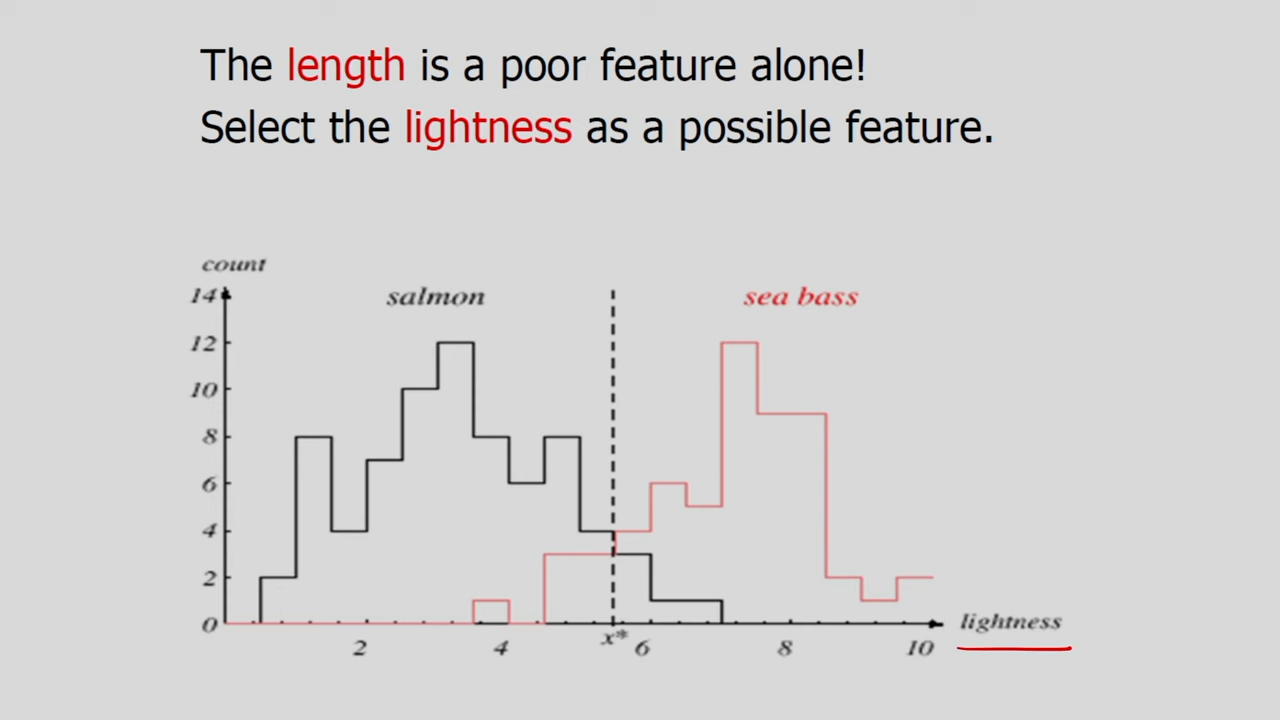 The length is a poor feature alone!
Select the lightness as a possible feature.
count
14
salmon
sea bass
12
10
8
6
4
2
0
lightness
x*
2
4
6
8
10